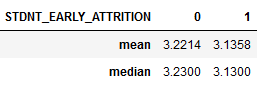 STDNT_EARLY_ATTRITION 0 1
mean 3.2214 3.1358
median 3.2300 3.1300